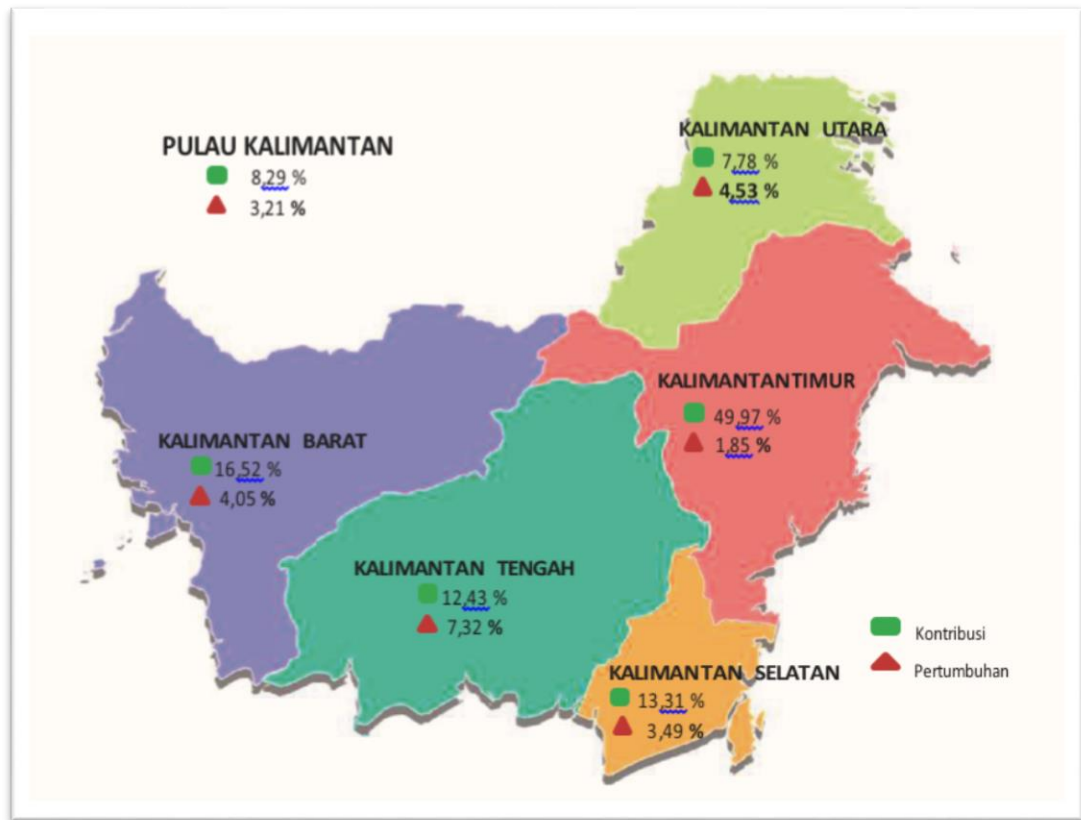 PULAU KALIMANTAN
8,29 %
3,21 %
KALIMANTAN UTARA
7,78 %
4,53 %
KALIMANTANTIMUR
49,97 %
1,85 %
KALIMANTAN BARAT
16,52 %
4,05 %
KALIMANTAN TENGAH
12,43 %
7,32 %
KALIMANTAN SELATAN
13,31 %
3,49 %
Kontribusi
Pertumbuhan